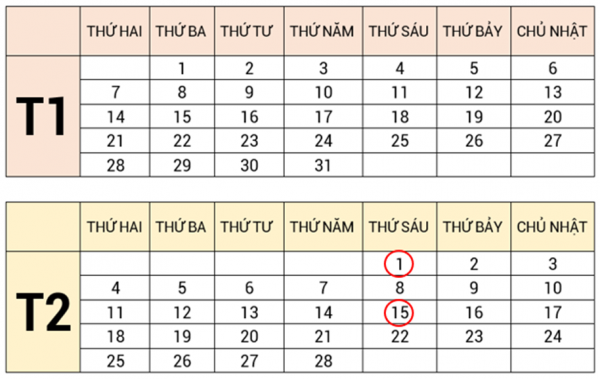 THỨ HAI THỨ BA THỨ TƯ THỨ NĂM THỨ SÁU THỨ BẢY CHỦ NHẬT
T1
1 2 3 4 5 6
7 8 9 10 11 12 13
14 15 16 17 18 19 20
21 22 23 24 25 26 27
28 29 30 31
THỨ HAI THỨ BA THỨ TƯ THỨ NĂM THỨ SÁU THỨ BẢY CHỦ NHẬT
T2
1 2 3
4 5 6 7 8 9 10
11 12 13 14 15 16 17
18 19 20 21 22 23 24
25 26 27 28